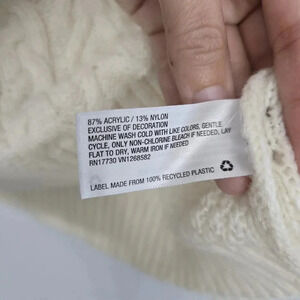 87% ACRYLIC / 13% NYLON
EXCLUSIVE OF DECORATION
MACHINE WASH COLD WITH LIKE COLORS, GENTLE
CYCLE, ONLY NON-CHLORINE BLEACH IF NEEDED, LAY
FLAT TO DRY, WARM IRON IF NEEDED
RN17730 VN1268582
LABEL MADE FROM 100% RECYCLED PLASTIC